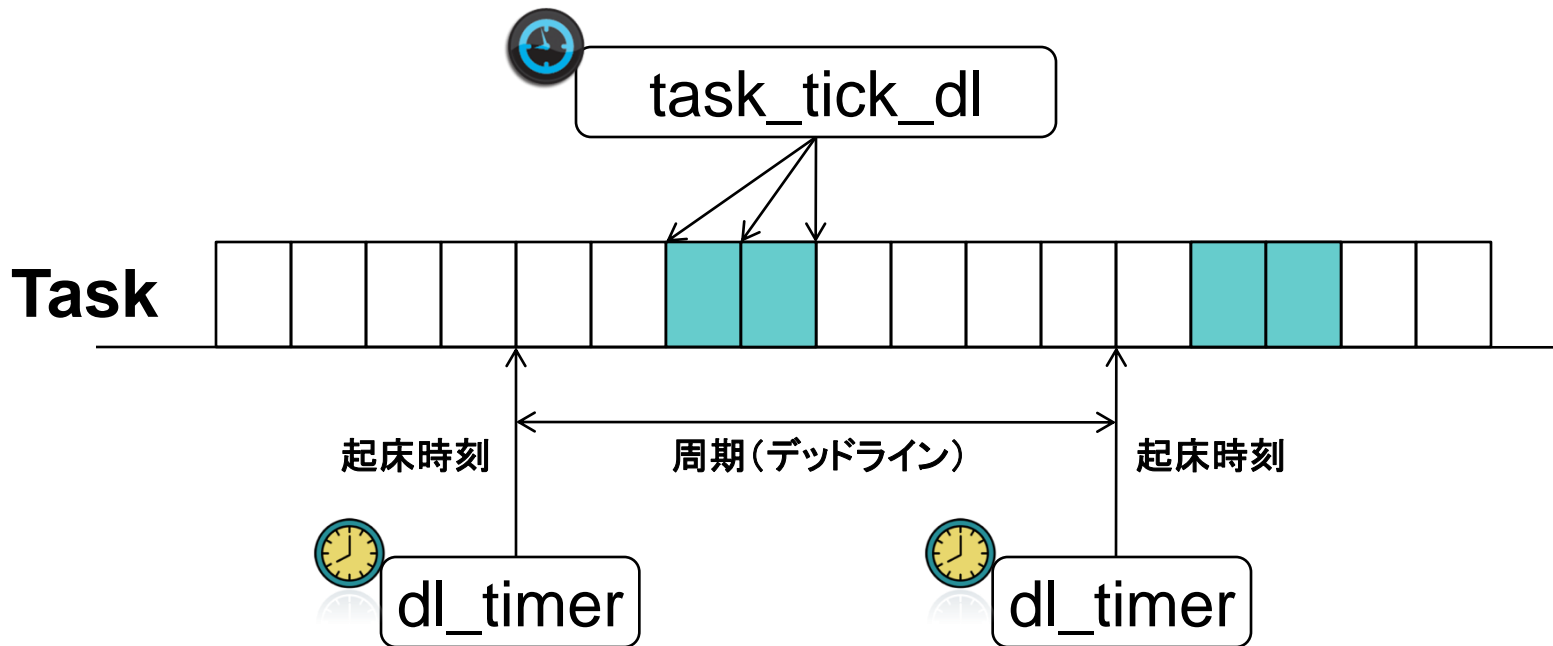 task_tick_dl
Task
起床時刻
周期(デッドライン)
起床時刻
dl_timer
dl_timer